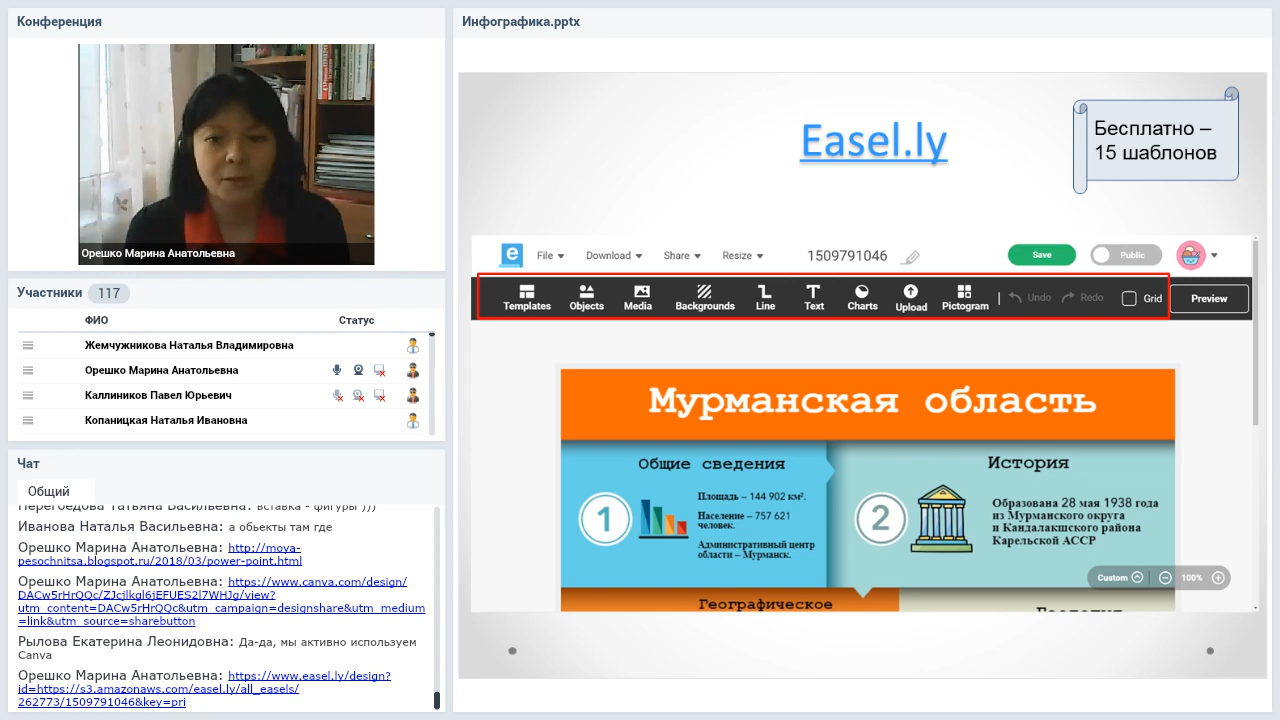 Конференция
Орешко Марина Анатольевна
Участники 117
ФИО Статус
Жемчужникова Наталья Владимировна
Орешко Марина Анатольевна
Каллиников Павел Юрьевич
Копаницкая Наталья Ивановна
Чат
Общий
Перегоедова Татьяна Васильевна: вставка - фигуры )))
Иванова Наталья Васильевна: а обьекты там где
Орешко Марина Анатольевна: http://moya-
pesochnitsa.blogspot.ru/2018/03/power-point.html
Орешко Марина Анатольевна: https://www.canva.com/design/
DACw5rHrQQc/ZJcjlkgl6jEFUES2l7WHJg/view?
utm_content=DACw5rHrQQc&utm_campaign=designshare&utm_medium
=link&utm_source=sharebutton
Рылова Екатерина Леонидовна: Да-да, мы активно используем
Canva
Орешко Марина Анатольевна: https://www.easel.ly/design?
id=https://s3.amazonaws.com/easel.ly/all_easels/
262773/1509791046&key=pri
Инфографика.pptx
Easel.ly
Бесплатно –
15 шаблонов
e File Download Share Resize 1509791046 Save Public
Templates Objects Media Backgrounds Line Text Charts Upload Pictogram Undo Redo Grid Preview
Мурманская область
Общие сведения
1
Площадь – 144 902 км².
Население – 757 621
человек.
Административный центр
области – Мурманск.
История
2
Образована 28 мая 1938 года
из Мурманского округа
и Кандалакшского района
Карельской АССР
Custom 100%
Географическое